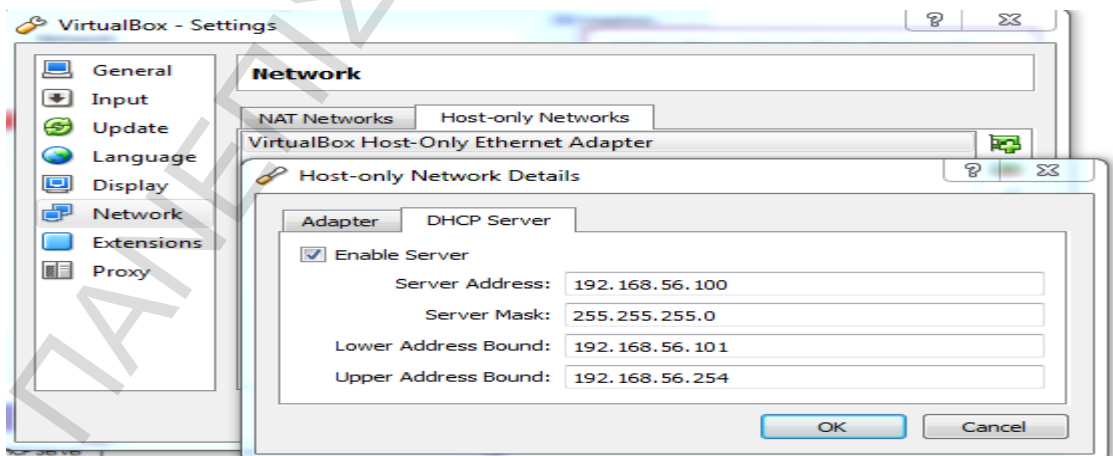 VirtualBox - Settings
General
Input
Update
Language
Display
Network
Extensions
Proxy
Network
NAT Networks
Host-only Networks
VirtualBox Host-Only Ethernet Adapter
Host-only Network Details
Adapter
DHCP Server
Enable Server
Server Address: 192.168.56.100
Server Mask: 255.255.255.0
Lower Address Bound: 192.168.56.101
Upper Address Bound: 192.168.56.254
OK
Cancel